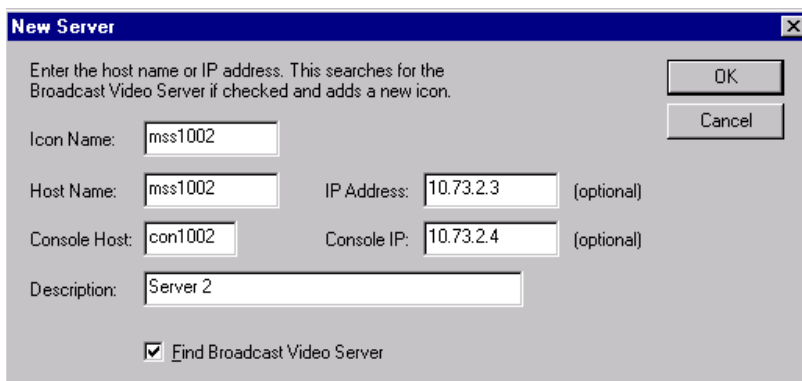 New Server
Enter the host name or IP address. This searches for the
Broadcast Video Server if checked and adds a new icon.
OK
Cancel
Icon Name: mss1002
Host Name: mss1002 IP Address: 10.73.2.3 (optional)
Console Host: con1002 Console IP: 10.73.2.4 (optional)
Description: Server 2
Find Broadcast Video Server